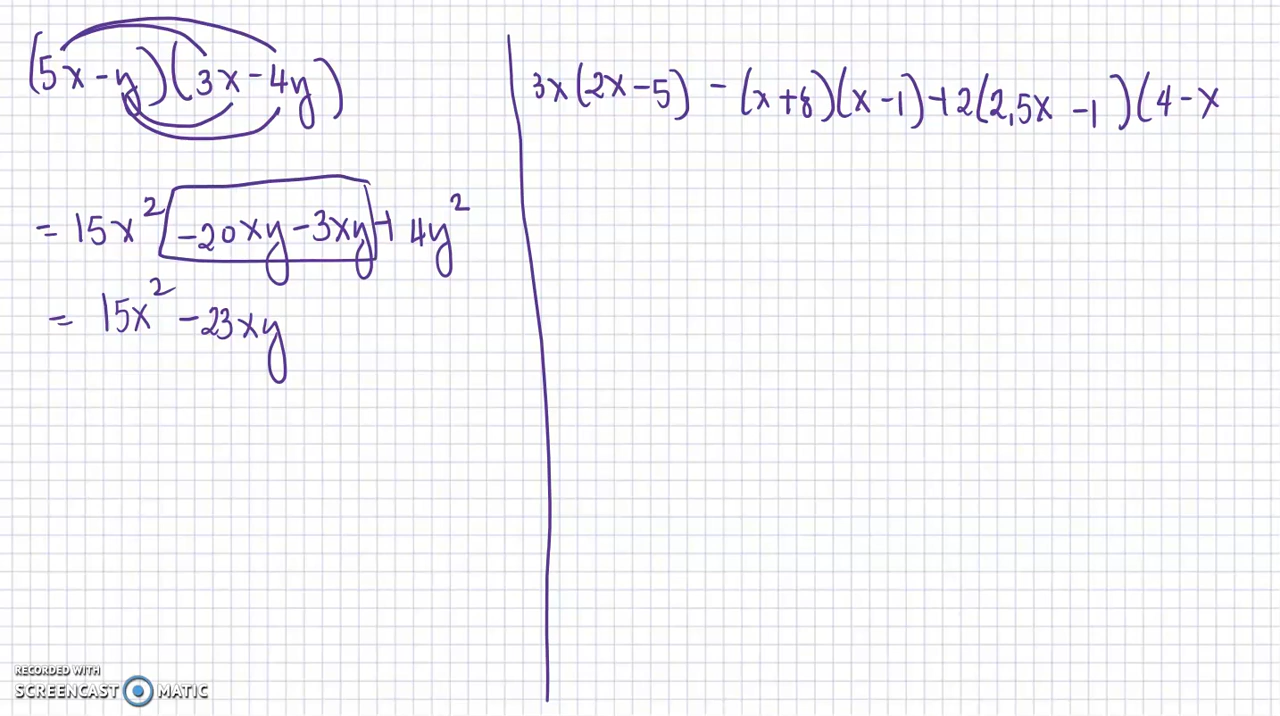 (5x-y)(3x-4y)
= 15x² -20xy-3xy+4y²
= 15x² -23xy
3x(2x-5) - (x+8)(x-1)+2(2,5x -1)(4-x
RECORDED WITH
SCREENCAST MATIC